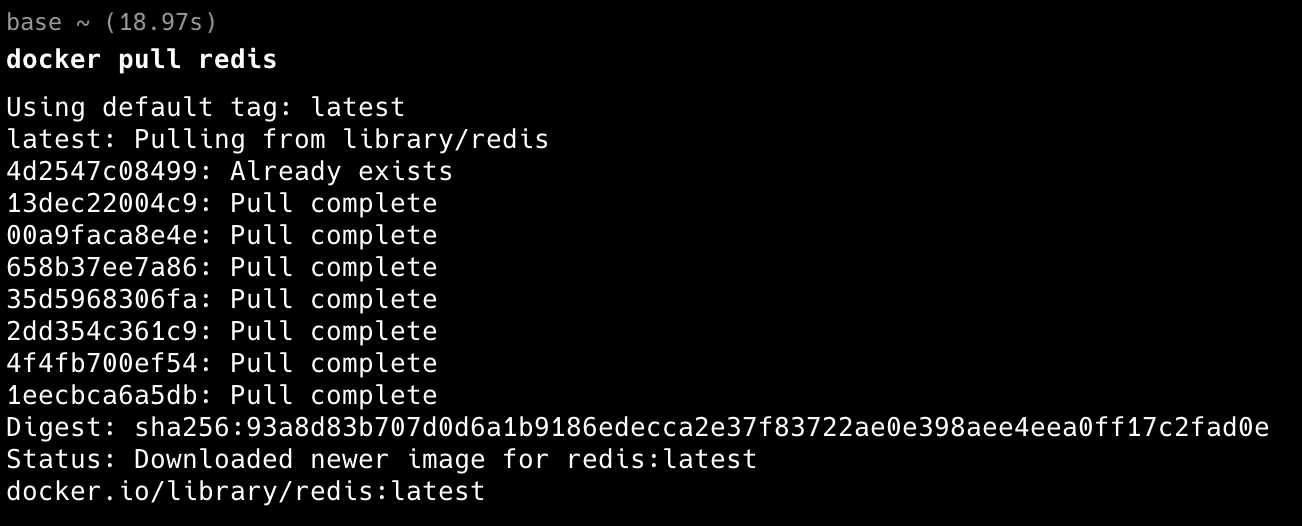 base ~ (18.97s)
docker pull redis
Using default tag: latest
latest: Pulling from library/redis
4d2547c08499: Already exists
13dec22004c9: Pull complete
00a9faca8e4e: Pull complete
658b37ee7a86: Pull complete
35d5968306fa: Pull complete
2dd354c361c9: Pull complete
4f4fb700ef54: Pull complete
1eecbca6a5db: Pull complete
Digest: sha256:93a8d83b707d0d6a1b9186edecca2e37f83722ae0e398aee4eea0ff17c2fad0e
Status: Downloaded newer image for redis:latest
docker.io/library/redis:latest